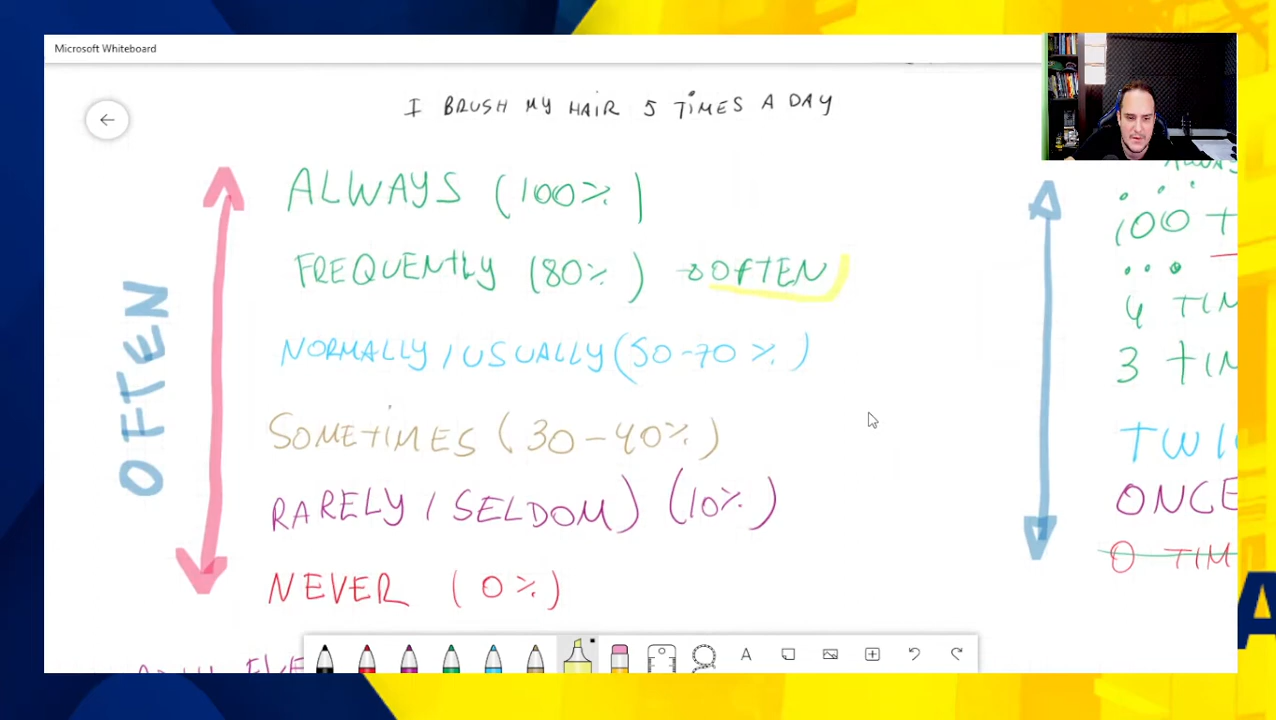 Microsoft Whiteboard
I BRUSH MY HAIR 5 TIMES A DAY
ALWAYS (100%)
FREQUENTLY (80%) → OFTEN
NORMALLY / USUALLY (50-70%)
SOMETIMES (30-40%)
RARELY / SELDOM) (10%)
NEVER (0%)
OFTEN
100 T
4 TIM
3 TIM
TWI
ONCE
0 TIM
A